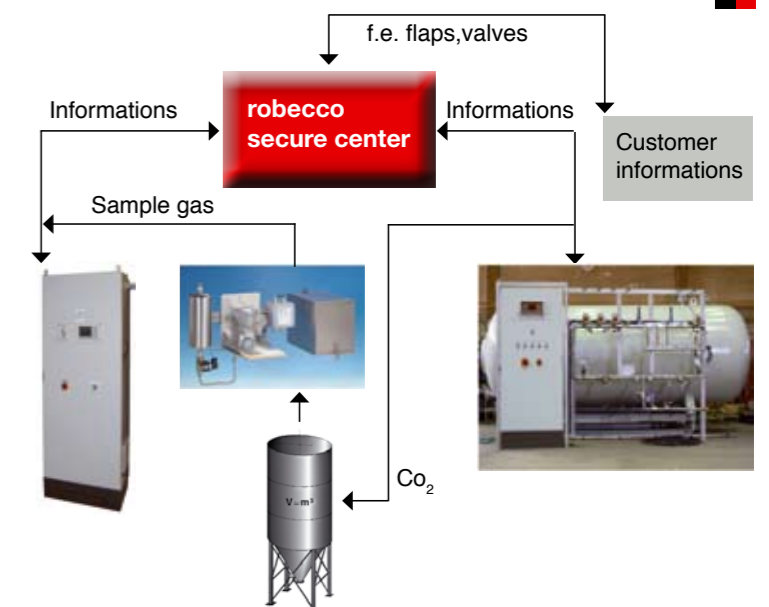 f.e. flaps,valves
Informations
robecco
secure center
Informations
Customer
informations
Sample gas
V=m³
Co₂